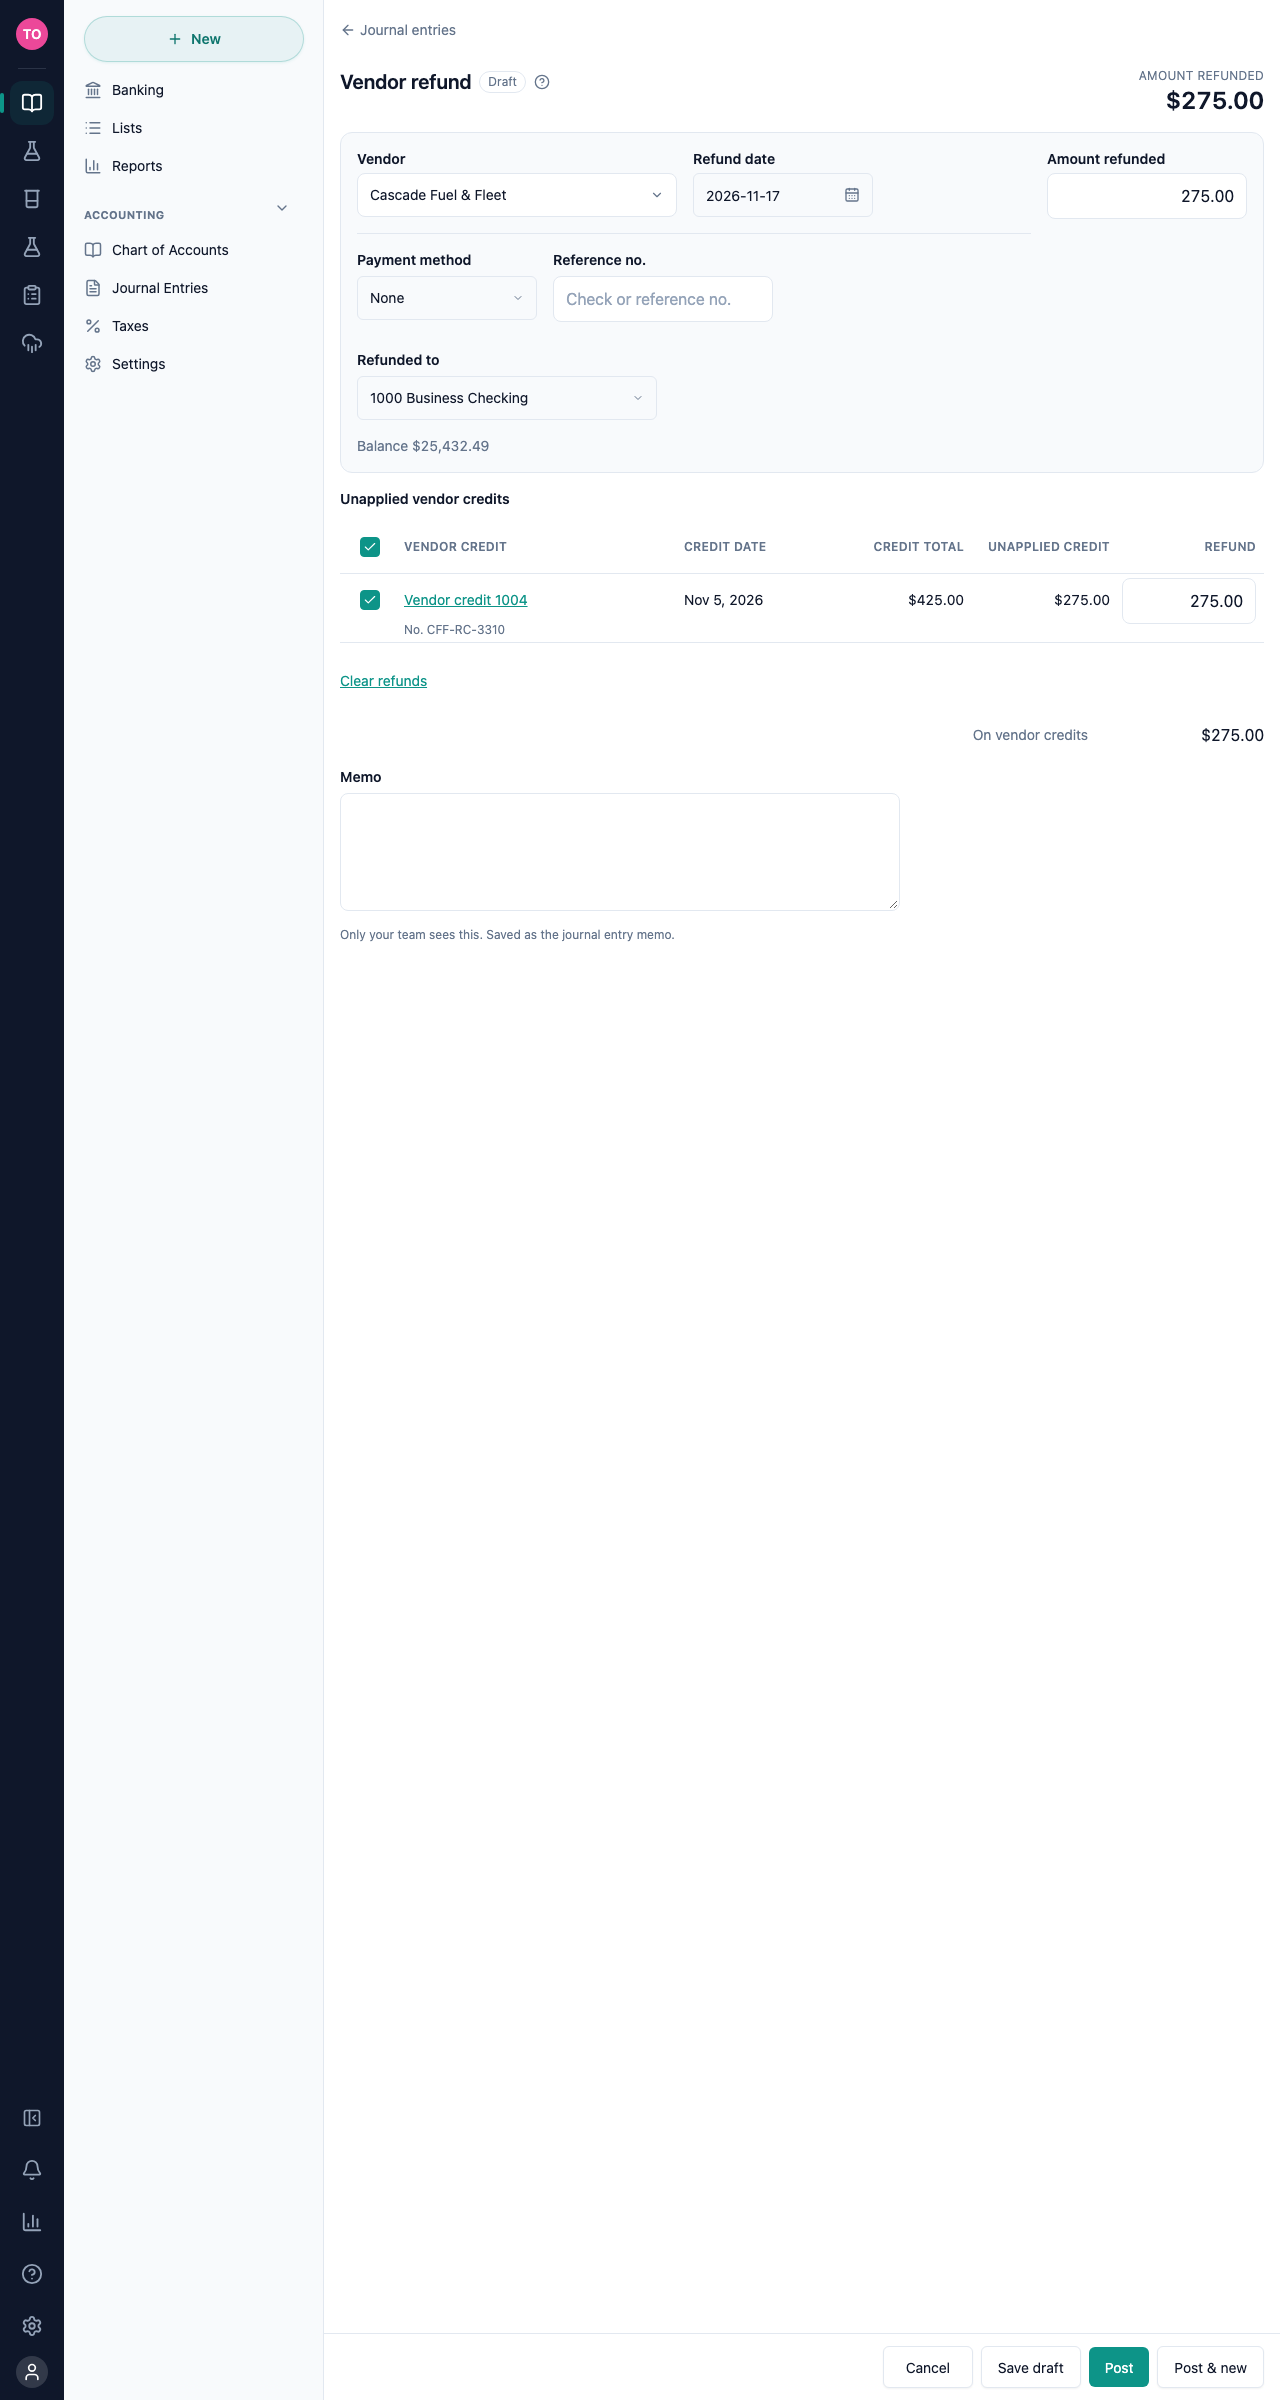 TO
New
Banking
Lists
Reports
ACCOUNTING
Chart of Accounts
Journal Entries
Taxes
Settings
Journal entries
Vendor refund Draft
AMOUNT REFUNDED
$275.00
Vendor Refund date Amount refunded
Cascade Fuel & Fleet 2026-11-17 275.00
Payment method Reference no.
None Check or reference no.
Refunded to
1000 Business Checking
Balance $25,432.49
Unapplied vendor credits
VENDOR CREDIT CREDIT DATE CREDIT TOTAL UNAPPLIED CREDIT REFUND
Vendor credit 1004 Nov 5, 2026 $425.00 $275.00 275.00
No. CFF-RC-3310
Clear refunds
On vendor credits $275.00
Memo
Only your team sees this. Saved as the journal entry memo.
Cancel Save draft Post Post & new